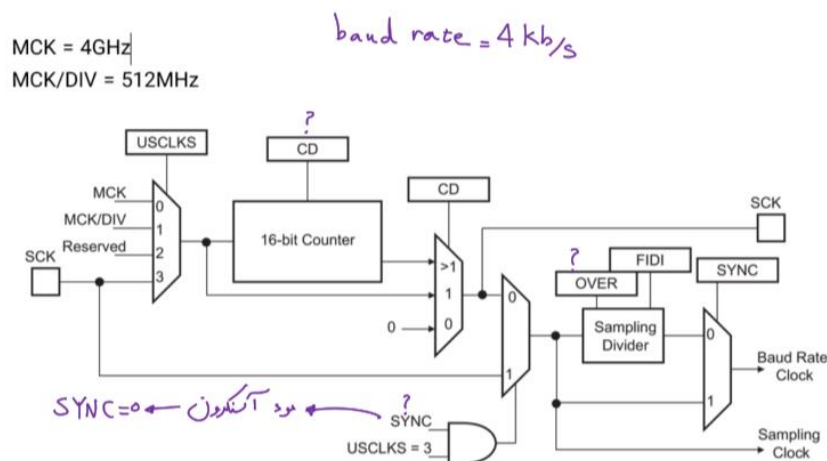 baud rate = 4 kb/s
MCK = 4GHz
MCK/DIV = 512MHz
?
USCLKS
CD
CD
MCK
0
MCK/DIV
1
Reserved
2
SCK
3
16-bit Counter
>1
1
0
0
SCK
0
1
?
OVER
FIDI
SYNC
Sampling
Divider
0
1
Baud Rate
Clock
Sampling
Clock
SYNC=0 ← مود آسنکرون ←
?
SYNC
USCLKS = 3